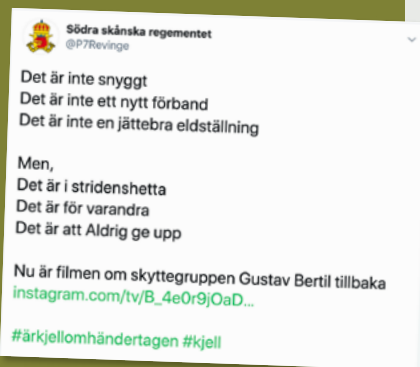 Södra skånska regementet
@P7Revinge
Det är inte snyggt
Det är inte ett nytt förband
Det är inte en jättebra eldställning
Men,
Det är i stridenshetta
Det är för varandra
Det är att Aldrig ge upp
Nu är filmen om skyttegruppen Gustav Bertil tillbaka
instagram.com/tv/B_4e0r9jOaD...
#ärkjellomhändertagen #kjell